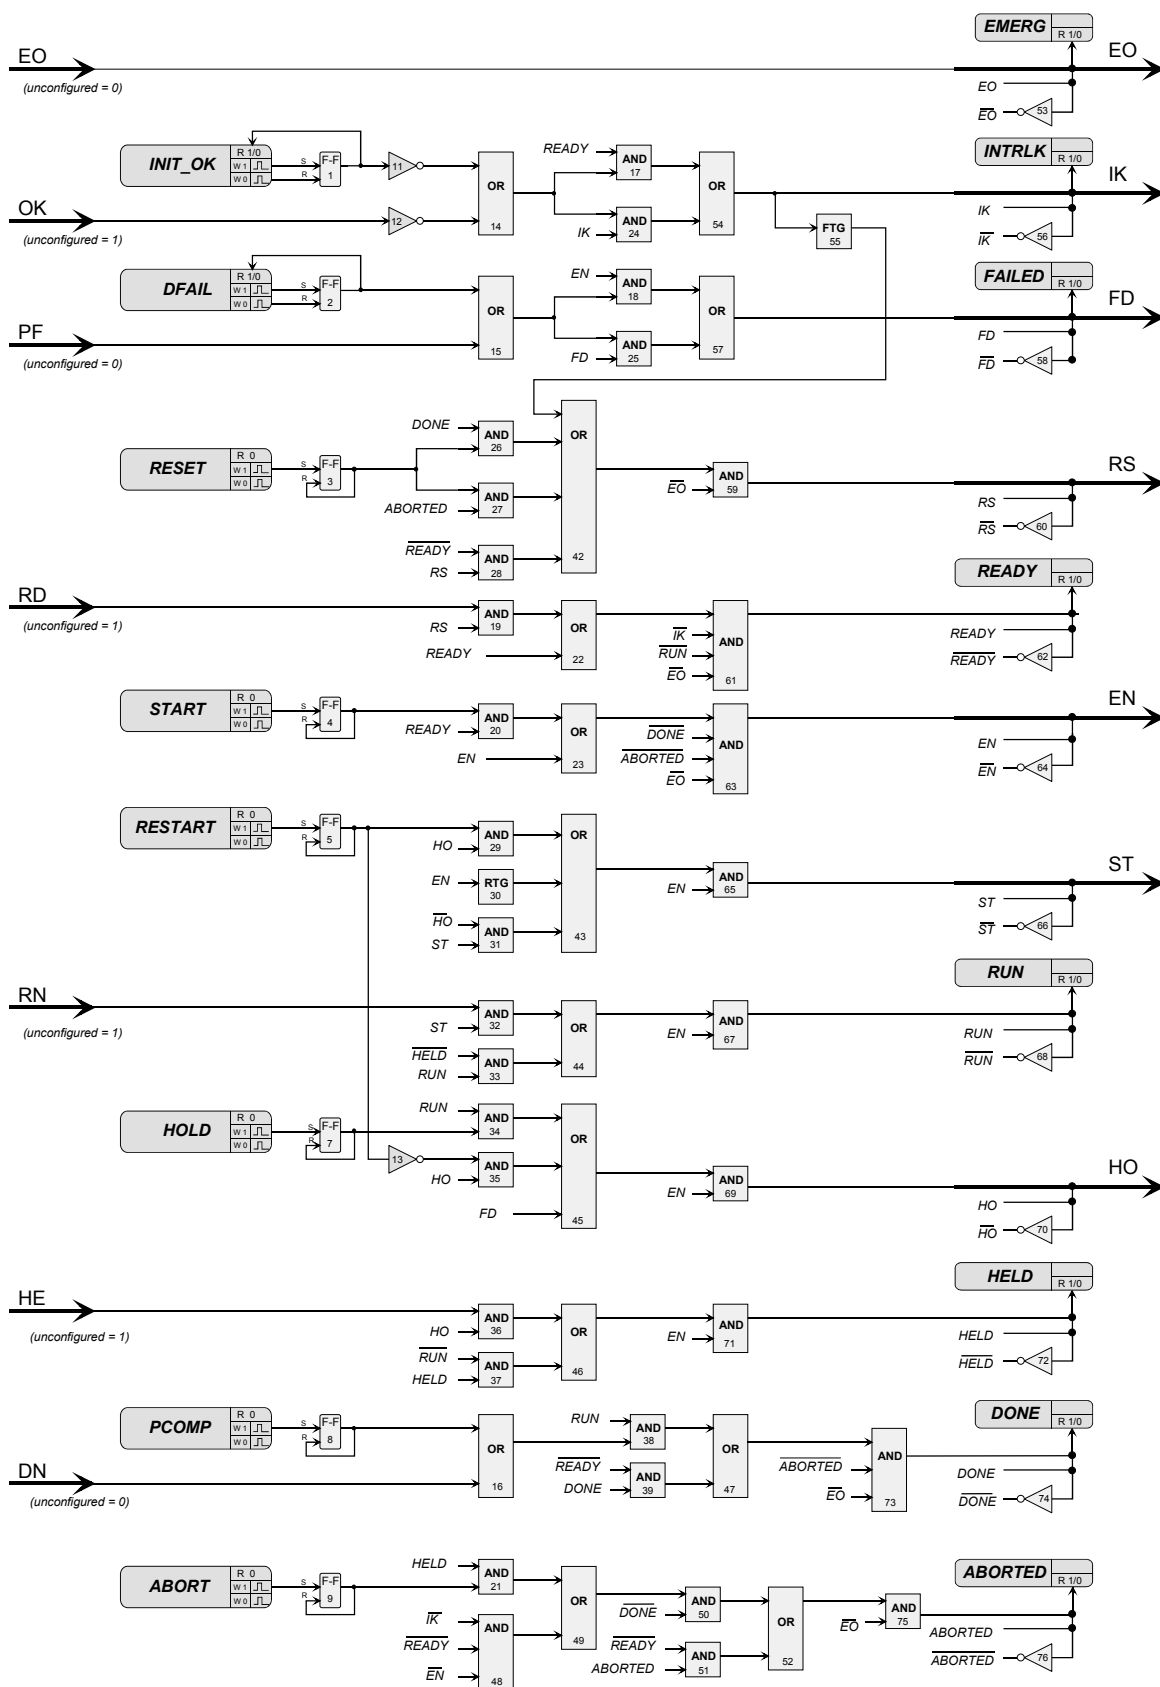 EMERG
R 1/0
EO
EO
(unconfigured = 0)
EO
EO
53
INIT_OK
R 1/0
W 1
W 0
S
R
F-F
1
11
OR
14
READY
AND
17
OR
54
INTRLK
R 1/0
IK
OK
(unconfigured = 1)
12
IK
AND
24
FTG
55
IK
IK
56
DFAIL
R 1/0
W 1
W 0
S
R
F-F
2
OR
15
EN
AND
18
OR
57
FAILED
R 1/0
FD
PF
(unconfigured = 0)
FD
AND
25
FD
FD
58
RESET
R 0
W 1
W 0
S
R
F-F
3
DONE
AND
26
OR
42
AND
27
ABORTED
READY
RS
AND
28
EO
AND
59
RS
RS
RS
60
READY
R 1/0
RD
(unconfigured = 1)
RS
AND
19
READY
OR
22
IK
RUN
EO
AND
61
READY
READY
62
START
R 0
W 1
W 0
S
R
F-F
4
READY
AND
20
EN
OR
23
DONE
ABORTED
EO
AND
63
EN
EN
EN
64
RESTART
R 0
W 1
W 0
S
R
F-F
5
HO
AND
29
EN
RTG
30
HO
ST
AND
31
OR
43
EN
AND
65
ST
ST
ST
66
RUN
R 1/0
RN
(unconfigured = 1)
ST
AND
32
HELD
RUN
AND
33
OR
44
EN
AND
67
RUN
RUN
68
HOLD
R 0
W 1
W 0
S
R
F-F
7
RUN
AND
34
13
HO
AND
35
FD
OR
45
EN
AND
69
HO
HO
HO
70
HELD
R 1/0
HE
(unconfigured = 1)
HO
AND
36
RUN
HELD
AND
37
OR
46
EN
AND
71
HELD
HELD
72
PCOMP
R 0
W 1
W 0
S
R
F-F
8
OR
16
RUN
AND
38
READY
DONE
AND
39
OR
47
ABORTED
EO
AND
73
DONE
R 1/0
DN
(unconfigured = 0)
DONE
DONE
74
ABORT
R 0
W 1
W 0
S
R
F-F
9
HELD
AND
21
IK
READY
EN
AND
48
OR
49
DONE
AND
50
READY
ABORTED
AND
51
OR
52
EO
AND
75
ABORTED
R 1/0
ABORTED
ABORTED
76